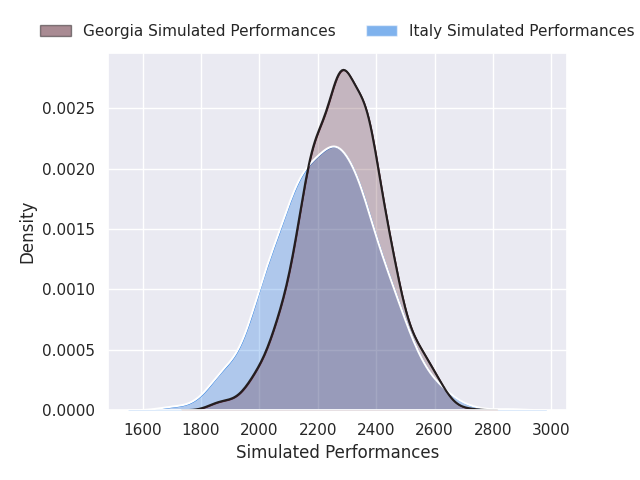 Georgia Simulated Performances Italy Simulated Performances
0.0025
0.0020
0.0015
0.0010
0.0005
0.0000
Density
1600 1800 2000 2200 2400 2600 2800 3000
Simulated Performances